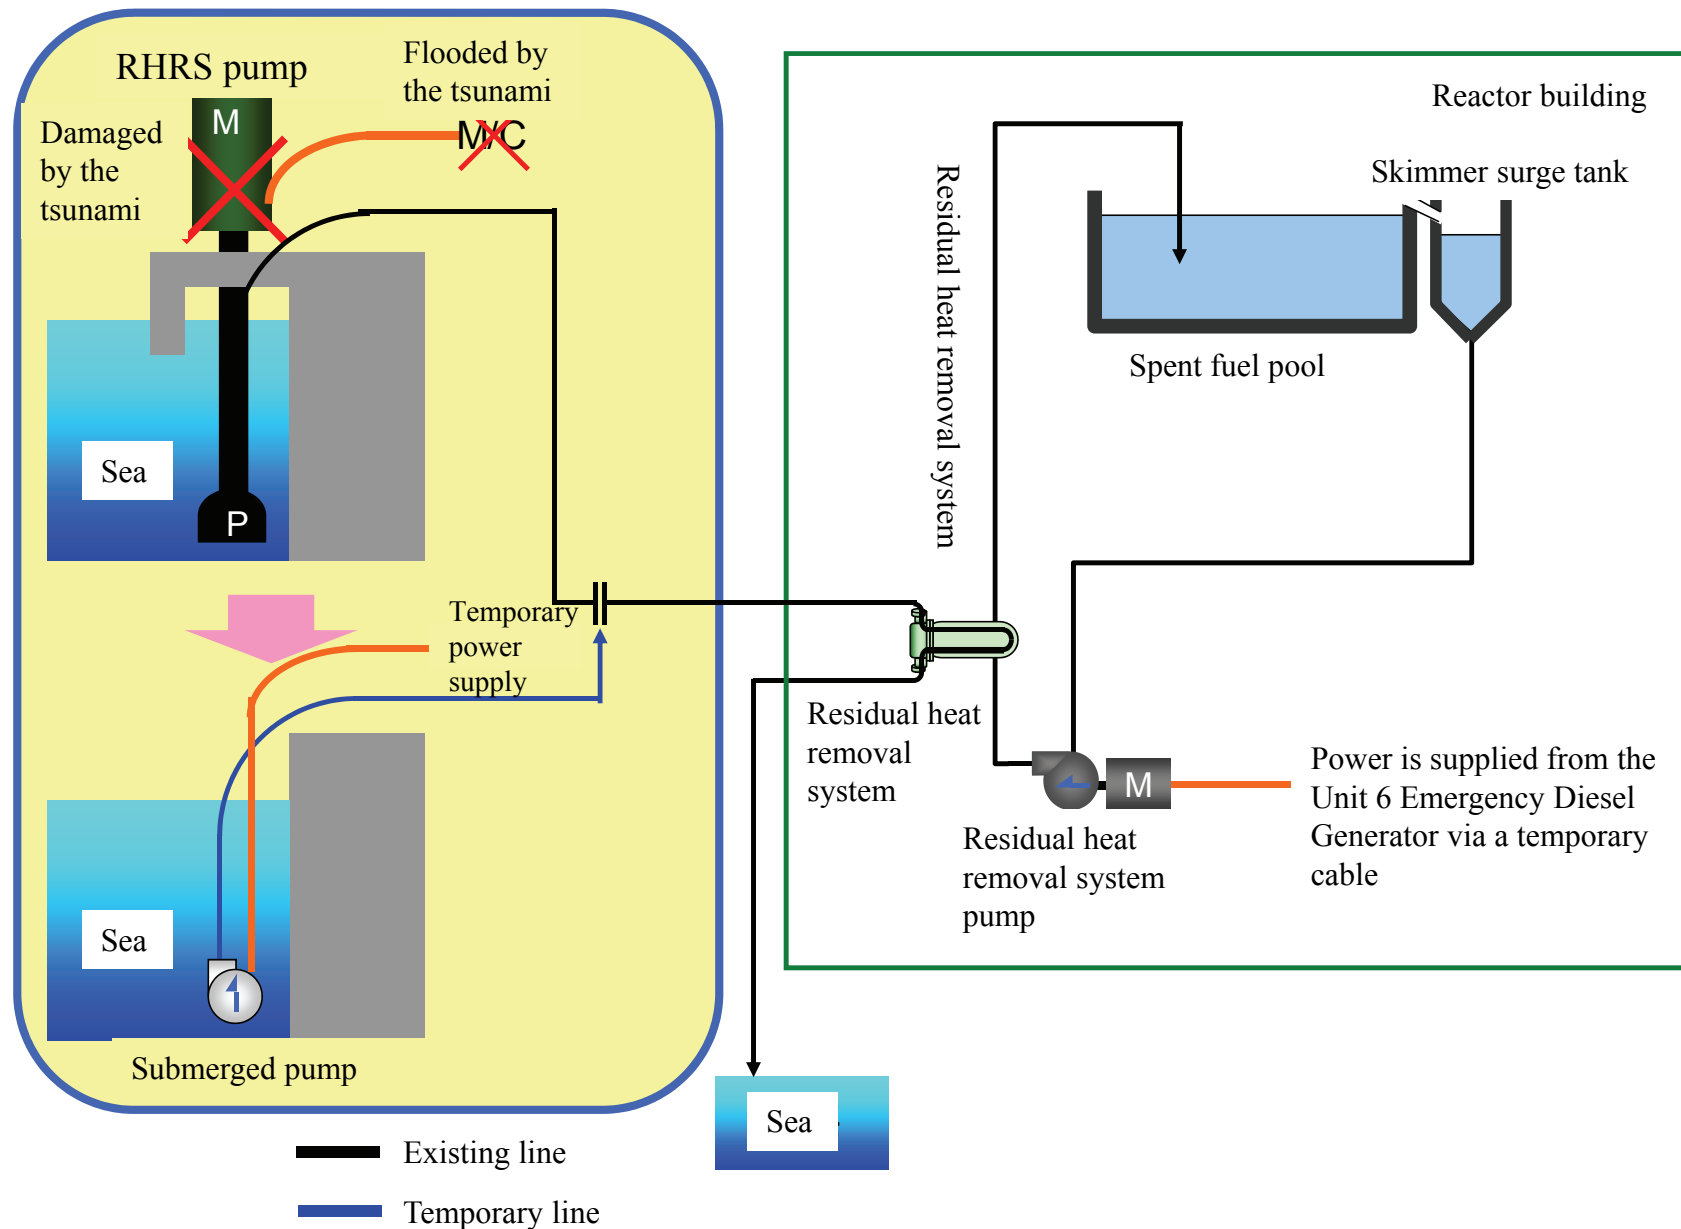 RHRS pump
Flooded by
the tsunami
M
M/C
Damaged
by the
tsunami
Sea
P
Temporary
power
supply
Sea
Submerged pump
Existing line
Temporary line
Reactor building
Skimmer surge tank
Residual heat removal system
Spent fuel pool
Residual heat
removal
system
M
Residual heat
removal system
pump
Power is supplied from the
Unit 6 Emergency Diesel
Generator via a temporary
cable
Sea